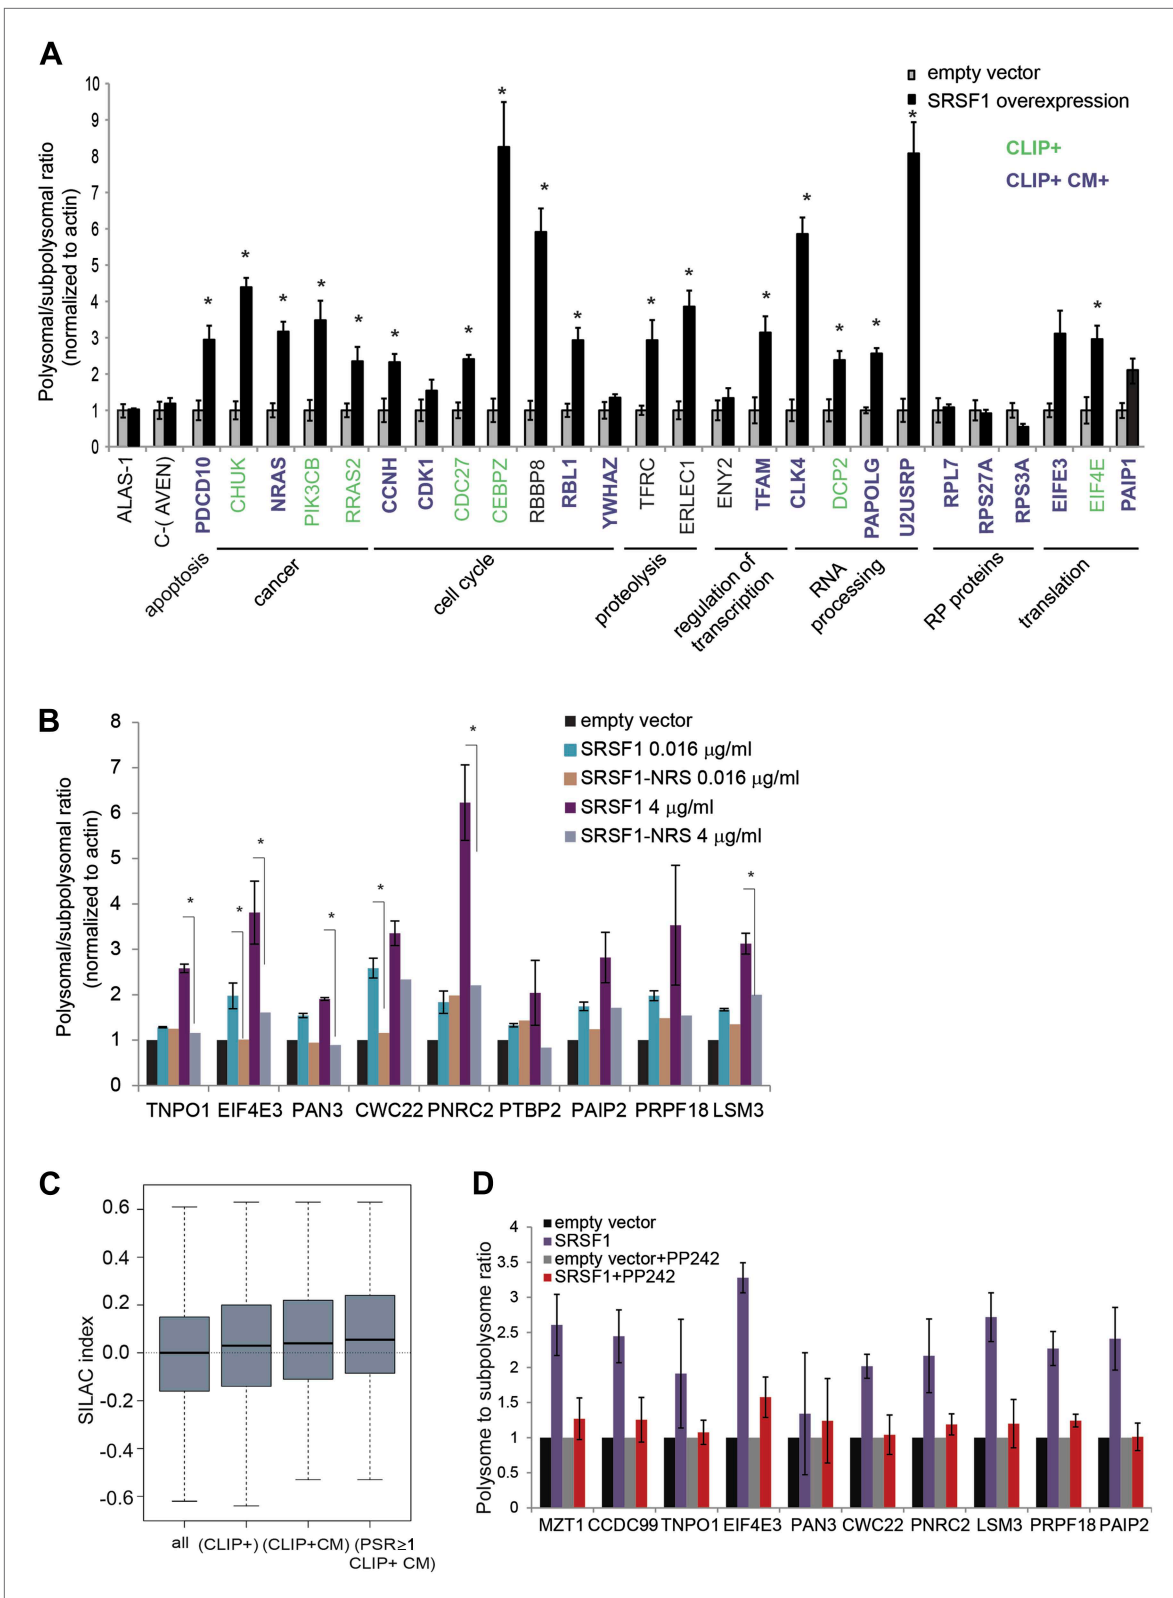 A
empty vector
SRSF1 overexpression
CLIP+
CLIP+ CM+
Polysomal/subpolysomal ratio
(normalized to actin)
10
9
8
7
6
5
4
3
2
1
0
* * * * * * * * * * * * * * * * * *
ALAS-1
C-( AVEN)
PDCD10
CHUK
NRAS
PIK3CB
RRAS2
CCNH
CDK1
CDC27
CEBPZ
RBBP8
RBL1
YWHAZ
TFRC
ERLEC1
ENY2
TFAM
CLK4
DCP2
PAPOLG
U2USRP
RPL7
RPS27A
RPS3A
EIFE3
EIF4E
PAIP1
apoptosis
cancer
cell cycle
proteolysis
regulation of
transcription
RNA
processing
RP proteins
translation
B
empty vector
SRSF1 0.016 μg/ml
SRSF1-NRS 0.016 μg/ml
SRSF1 4 μg/ml
SRSF1-NRS 4 μg/ml
Polysomal/subpolysomal ratio
(normalized to actin)
8
7
6
5
4
3
2
1
0
* * * * * * *
TNPO1 EIF4E3 PAN3 CWC22 PNRC2 PTBP2 PAIP2 PRPF18 LSM3
C
SILAC index
0.6
0.4
0.2
0.0
-0.2
-0.4
-0.6
all (CLIP+) (CLIP+CM) (PSR≥1
CLIP+ CM)
D
empty vector
SRSF1
empty vector+PP242
SRSF1+PP242
Polysome to subpolysome ratio
4
3.5
3
2.5
2
1.5
1
0.5
0
MZT1 CCDC99 TNPO1 EIF4E3 PAN3 CWC22 PNRC2 LSM3 PRPF18 PAIP2